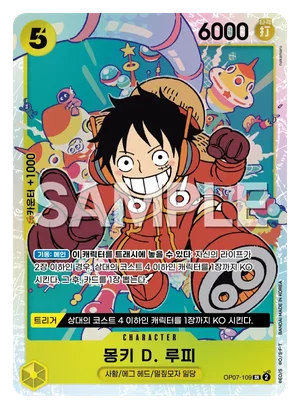 5
6000
타격
打
카운터 +1000
SAMPLE
기동: 메인 이 캐릭터를 트래시에 놓을 수 있다: 자신의 라이프가
2장 이하인 경우, 상대의 코스트 4 이하인 캐릭터를 1장까지 KO
시킨다. 그 후, 카드를 1장 뽑는다.
트리거 상대의 코스트 4 이하인 캐릭터를 1장까지 KO 시킨다.
CHARACTER
몽키 D. 루피
사황/에그 헤드/밀짚모자 일당
OP07-109
2